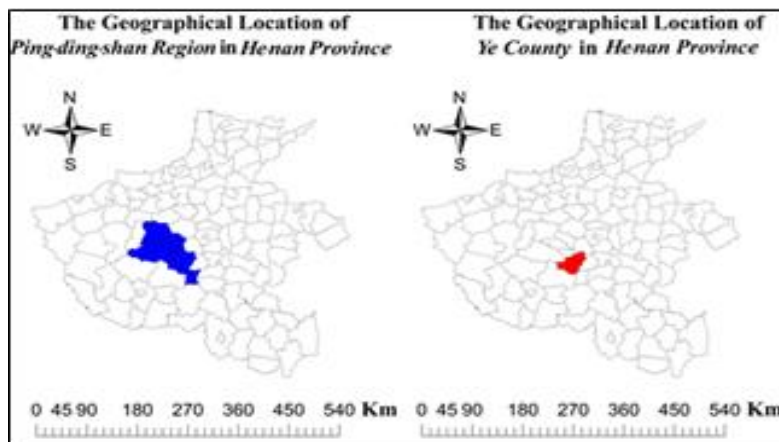 The Geographical Location of
Ping-ding-shan Region in Henan Province
N
W E
S
0 45 90 180 270 360 450 540 Km
The Geographical Location of
Ye County in Henan Province
N
W E
S
0 45 90 180 270 360 450 540 Km